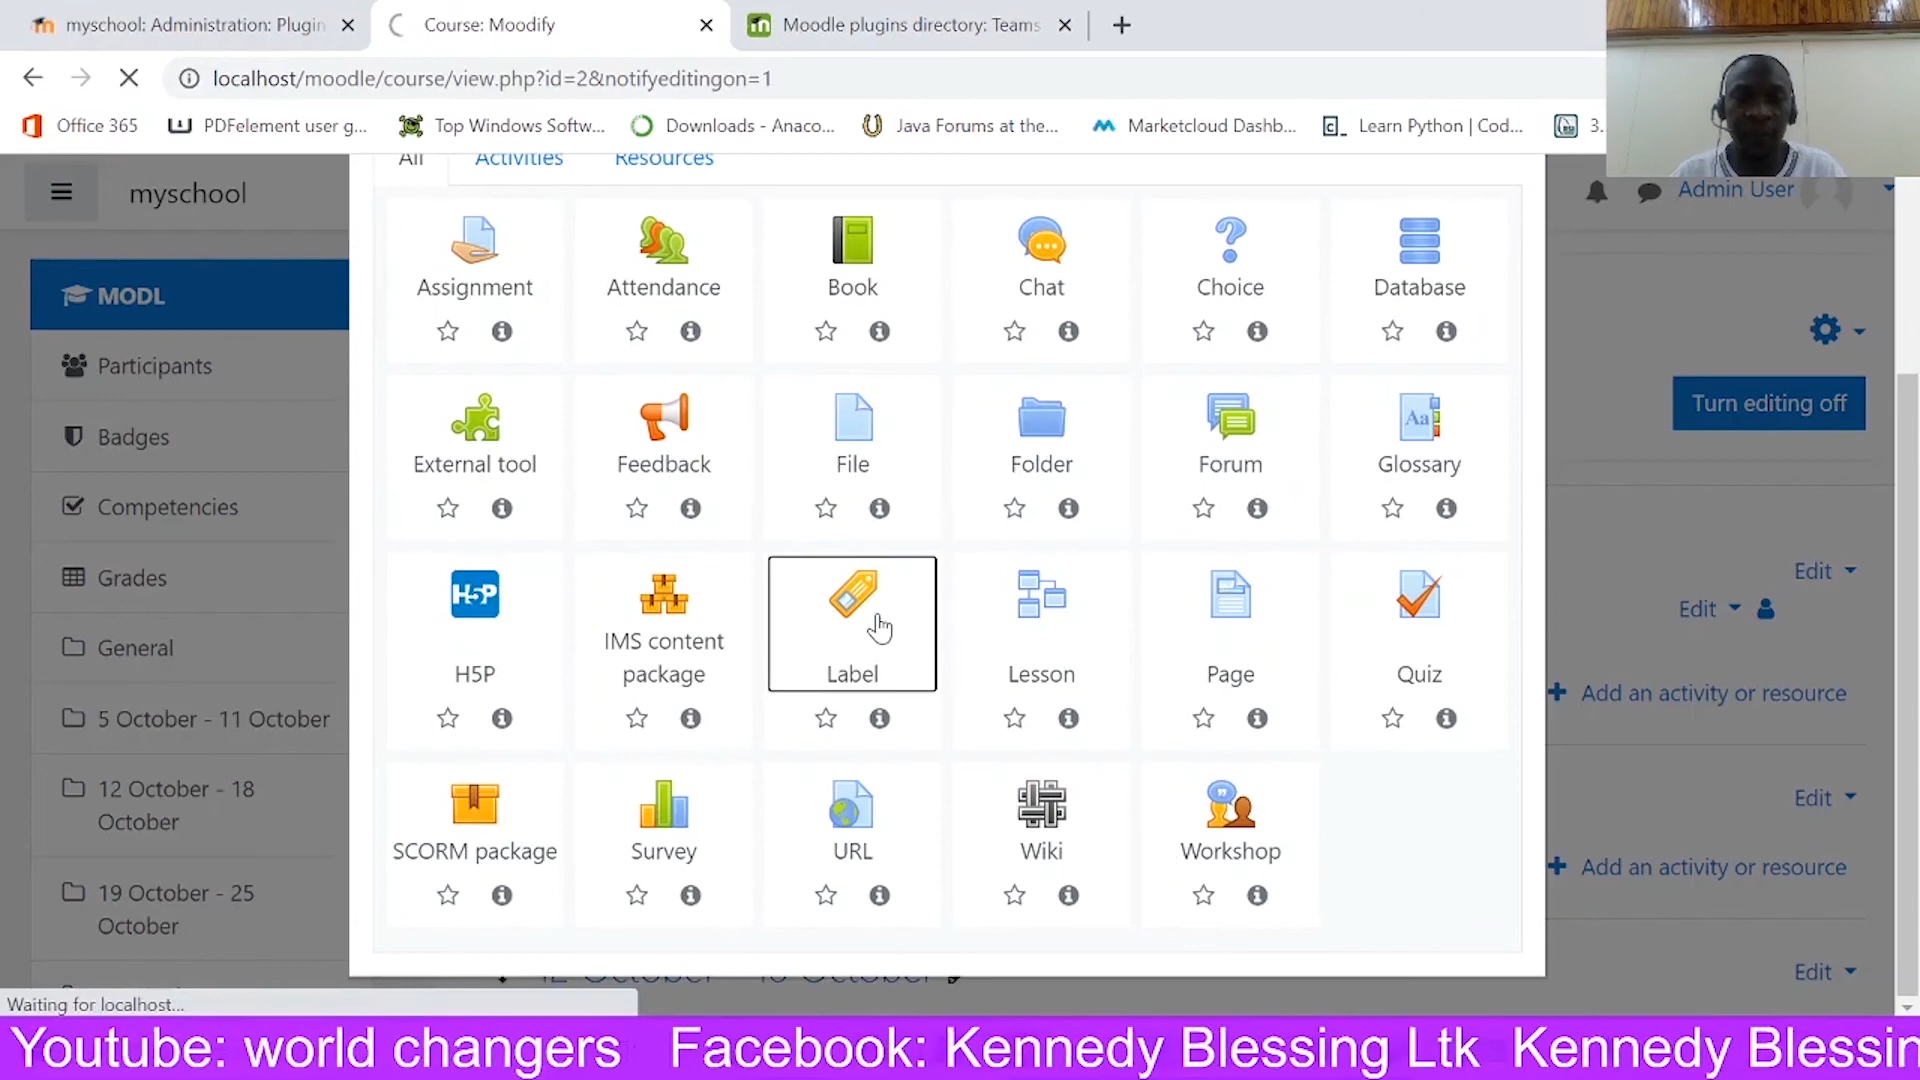 myschool: Administration: Plugin
Course: Moodify
Moodle plugins directory: Teams
localhost/moodle/course/view.php?id=2&notifyeditingon=1
Office 365
PDFelement user g...
Top Windows Softw...
Downloads - Anaco...
Java Forums at the...
Marketcloud Dashb...
Learn Python | Cod...
3.
myschool
Admin User
All
Activities
Resources
MODL
Participants
Badges
Competencies
Grades
General
5 October - 11 October
12 October - 18
October
19 October - 25
October
Assignment
Attendance
Book
Chat
Choice
Database
External tool
Feedback
File
Folder
Forum
Aa
Glossary
H5P
H5P
IMS content
package
Label
Lesson
Page
Quiz
SCORM package
Survey
URL
Wiki
Workshop
Turn editing off
Edit
Edit
Add an activity or resource
Edit
Add an activity or resource
Edit
12 October - 18 October
Waiting for localhost...
Youtube: world changers Facebook: Kennedy Blessing Ltk Kennedy Blessin